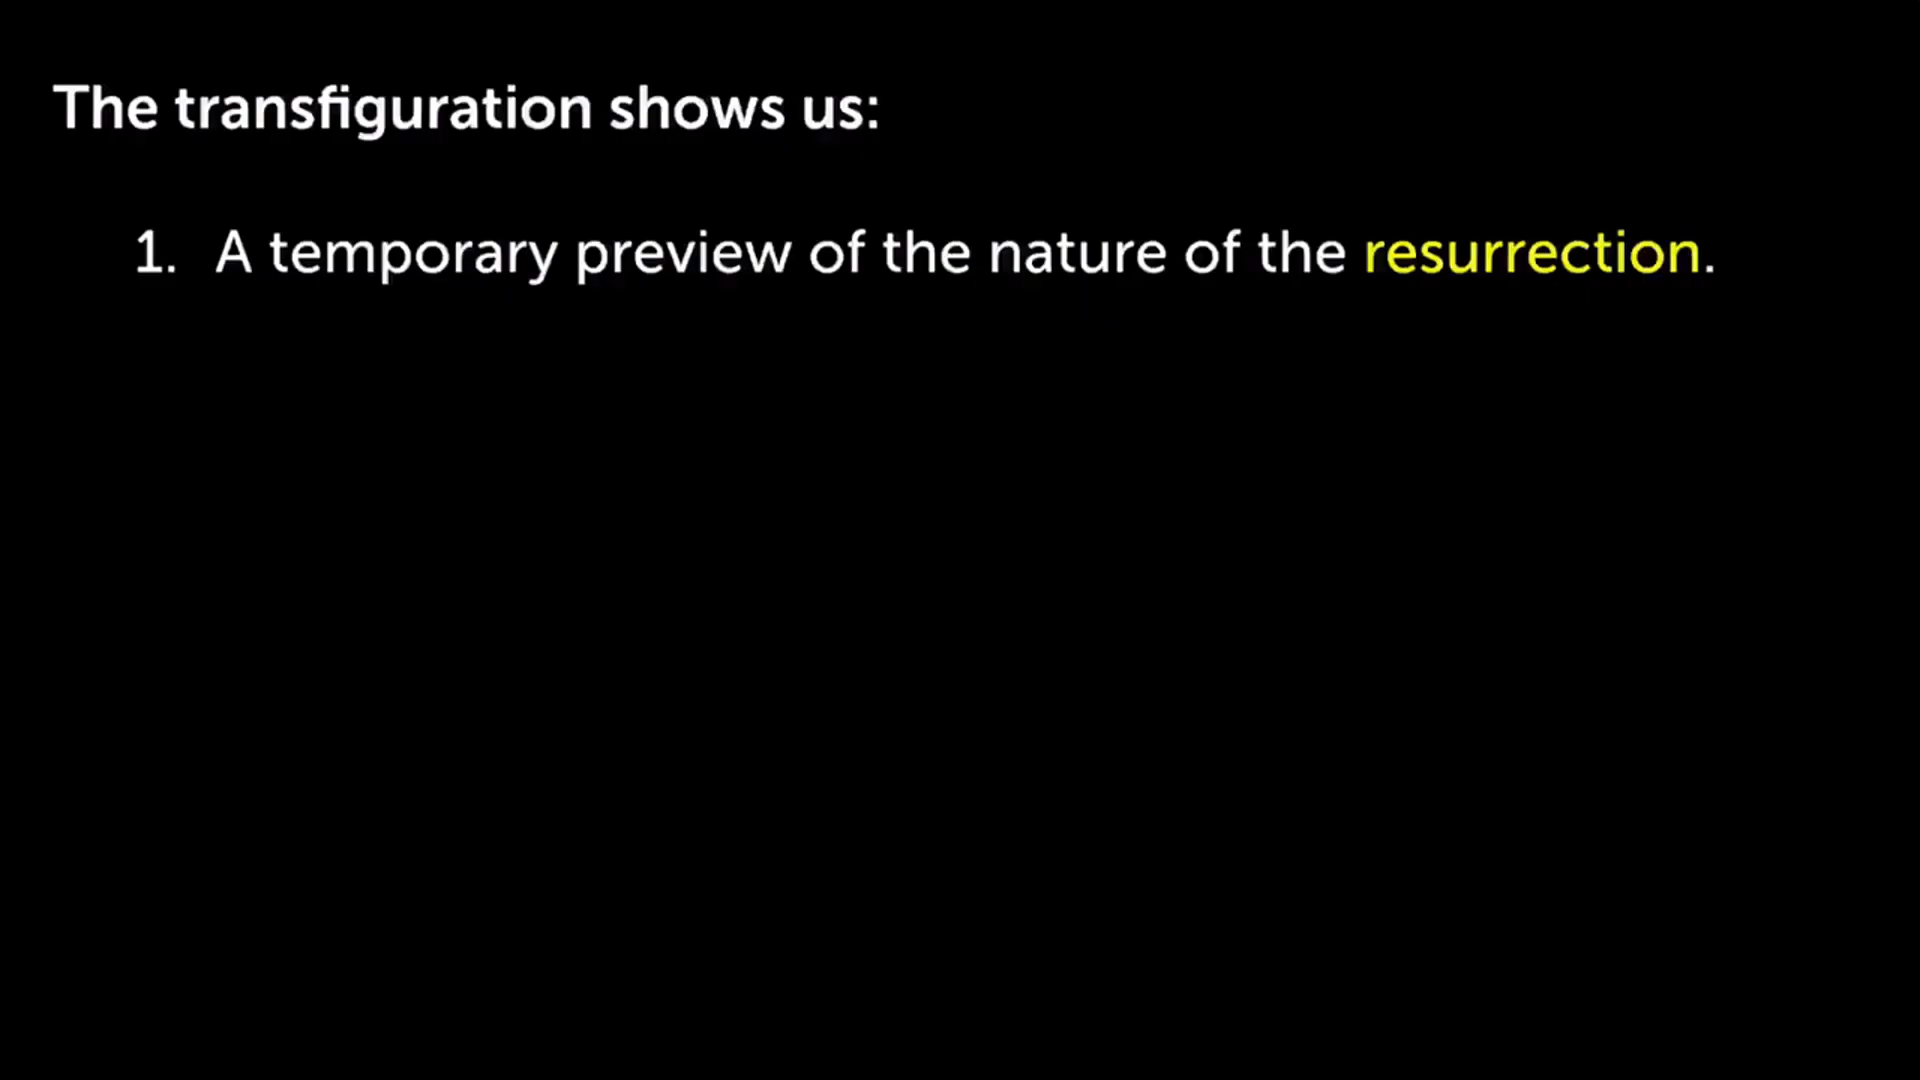 The transfiguration shows us:
1. A temporary preview of the nature of the resurrection.